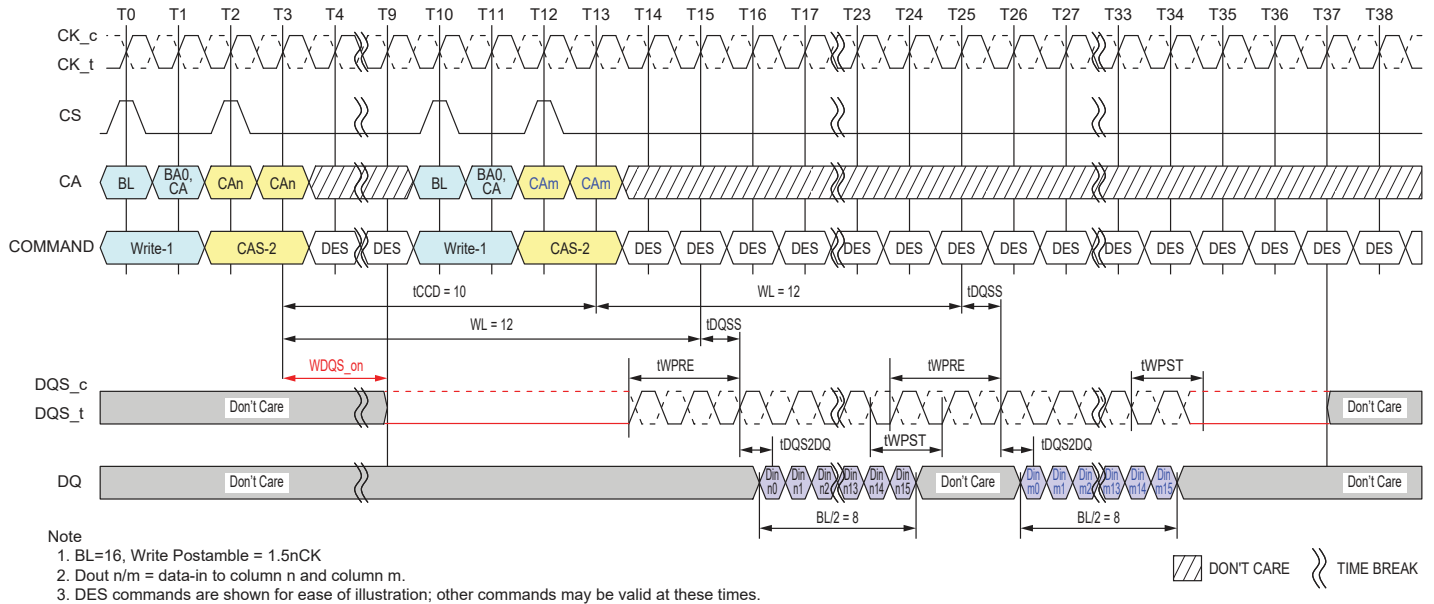 T0 T1 T2 T3 T4 T9 T10 T11 T12 T13 T14 T15 T16 T17 T23 T24 T25 T26 T27 T33 T34 T35 T36 T37 T38
CK_c
CK_t
CS
CA BL BA0, CA CAn CAn BL BA0, CA CAm CAm
COMMAND Write-1 CAS-2 DES DES Write-1 CAS-2 DES DES DES DES DES DES DES DES DES DES DES DES DES DES DES
tCCD = 10 WL = 12 tDQSS
WL = 12 tDQSS
WDQS_on tWPRE tWPRE tWPST
DQS_c
DQS_t Don't Care Don't Care
tDQS2DQ tWPST tDQS2DQ
DQ Don't Care Din n0 Din n1 Din n2 Din n13 Din n14 Din n15 Don't Care Din m0 Din m1 Din m2 Din m13 Din m14 Din m15 Don't Care
BL/2 = 8 BL/2 = 8
Note
1. BL=16, Write Postamble = 1.5nCK
2. Dout n/m = data-in to column n and column m.
3. DES commands are shown for ease of illustration; other commands may be valid at these times.
DON'T CARE TIME BREAK